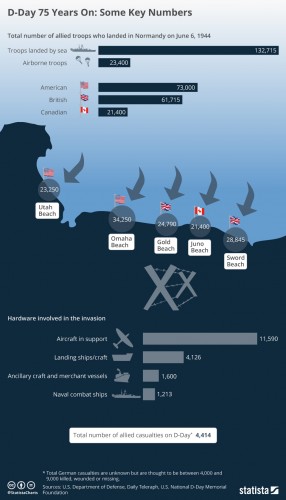 D-Day 75 Years On: Some Key Numbers
Total number of allied troops who landed in Normandy on June 6, 1944
Troops landed by sea 132,715
Airborne troops 23,400
American 73,000
British 61,715
Canadian 21,400
23,250
Utah
Beach
34,250
Omaha
Beach
24,790
Gold
Beach
21,400
Juno
Beach
28,845
Sword
Beach
Hardware involved in the invasion
Aircraft in support 11,590
Landing ships/craft 4,126
Ancillary craft and merchant vessels 1,600
Naval combat ships 1,213
Total number of allied casualties on D-Day* 4,414
* Total German casualties are unknown but are thought to be between 4,000 and
9,000 killed, wounded or missing.
Sources: U.S. Department of Defense, Daily Teleraph, U.S. National D-Day Memorial
Foundation
@StatistaCharts
statista